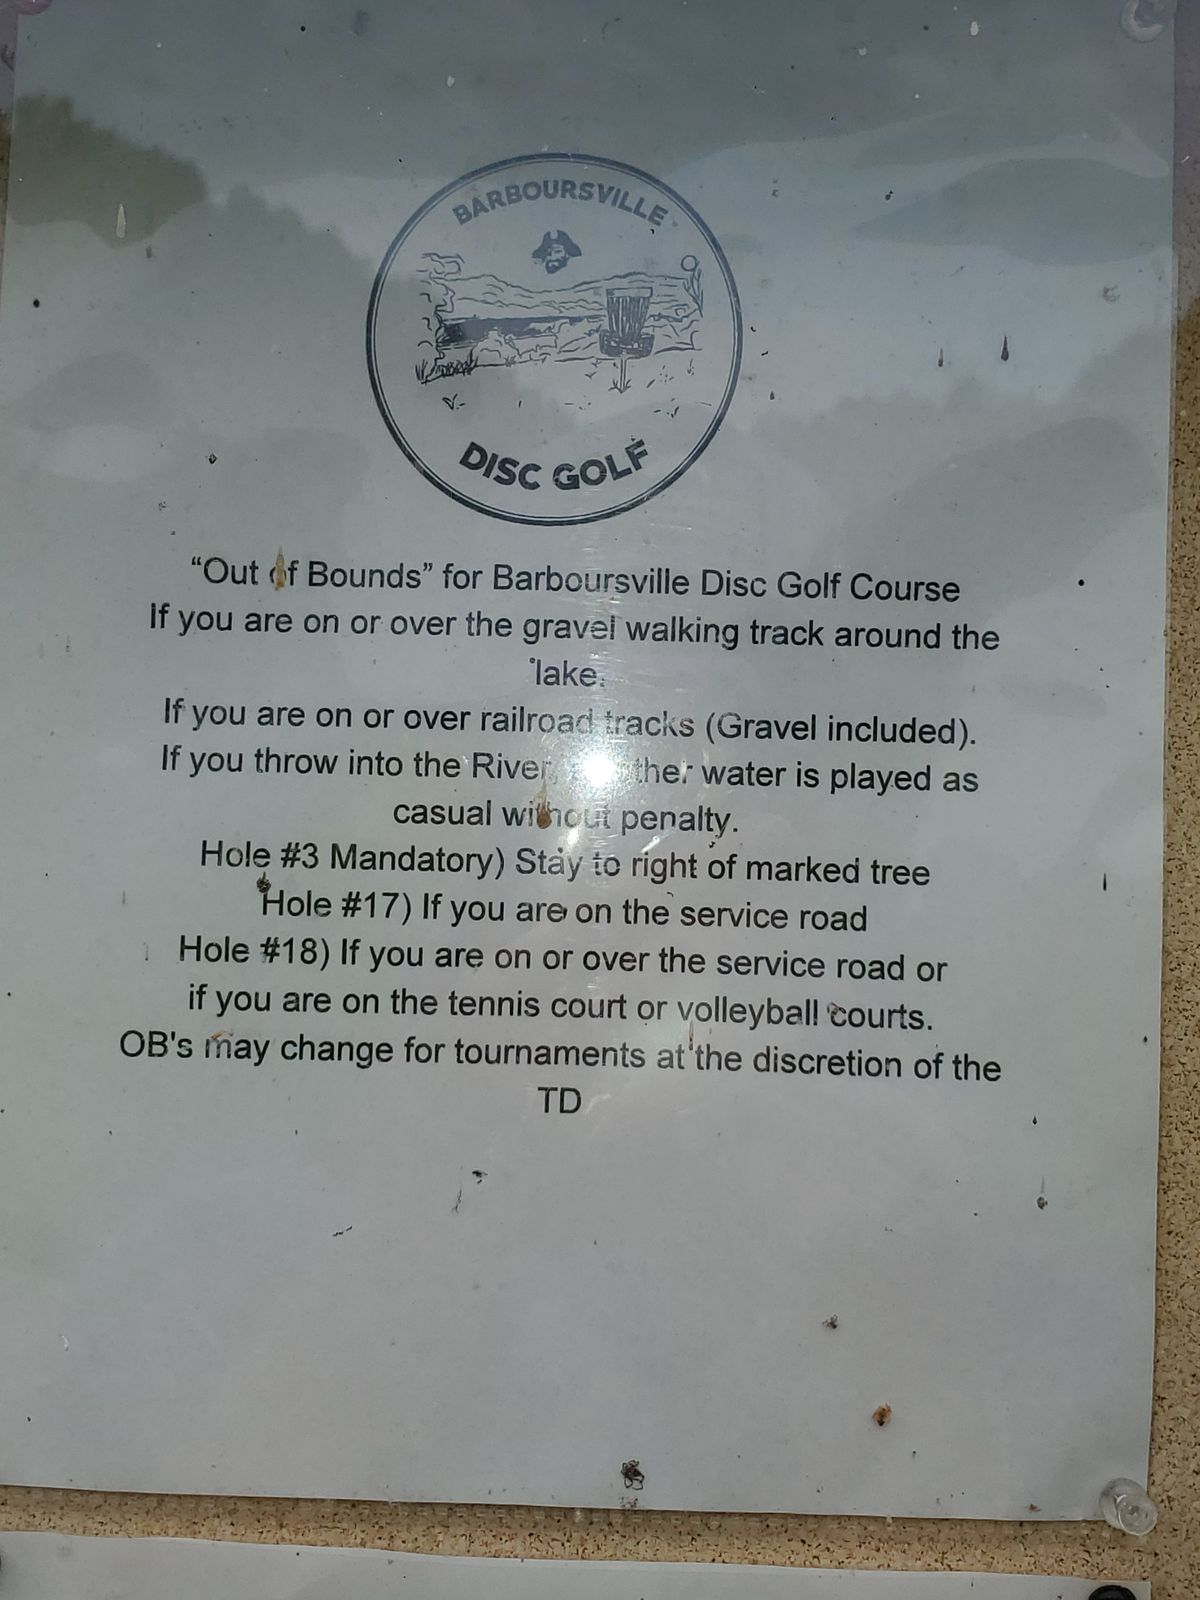 BARBOURSVILLE
DISC GOLF
“Out of Bounds” for Barboursville Disc Golf Course
If you are on or over the gravel walking track around the
lake.
If you are on or over railroad tracks (Gravel included).
If you throw into the River, water is played as
casual without penalty.
Hole #3 Mandatory) Stay to right of marked tree
Hole #17) If you are on the service road
Hole #18) If you are on or over the service road or
if you are on the tennis court or volleyball courts.
OB's may change for tournaments at the discretion of the
TD